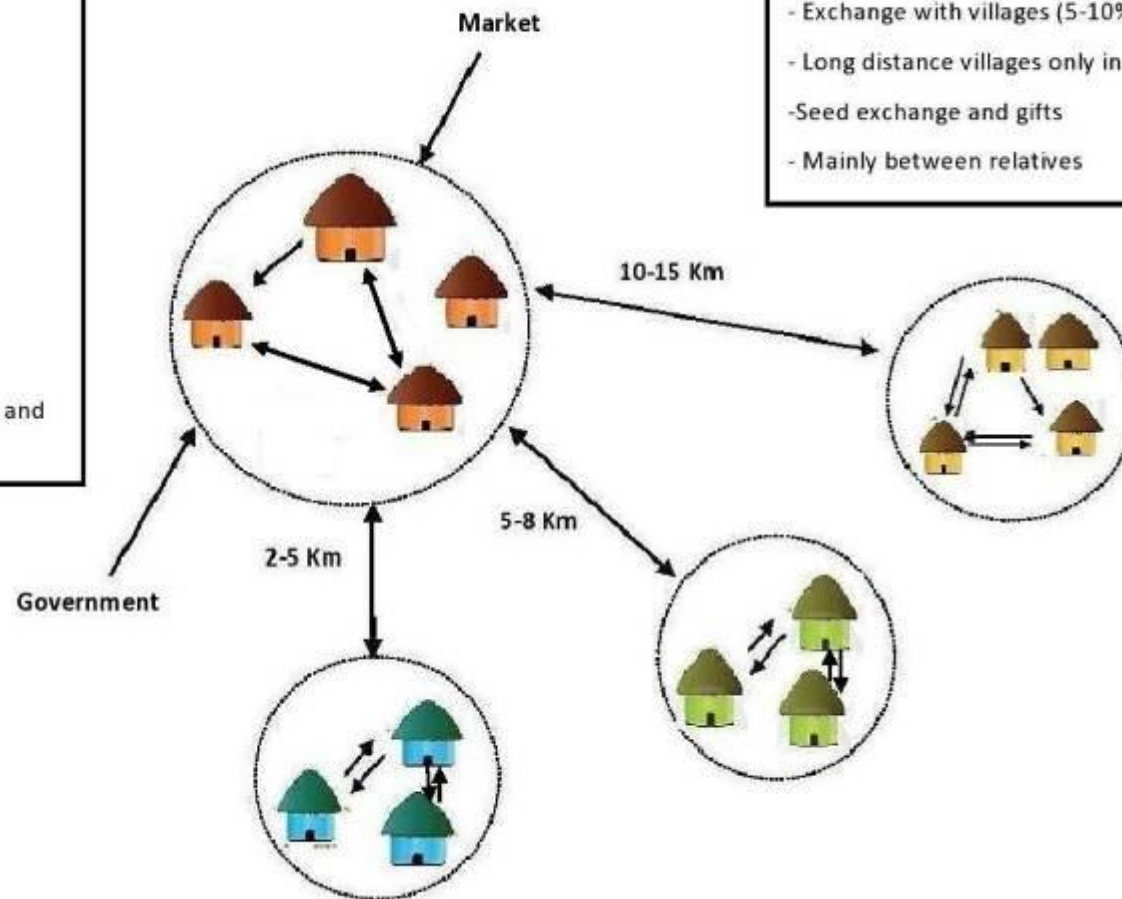 Market
- Exchange with villages (5-10%
- Long distance villages only in
-Seed exchange and gifts
- Mainly between relatives
10-15 Km
and
5-8 Km
2-5 Km
Government